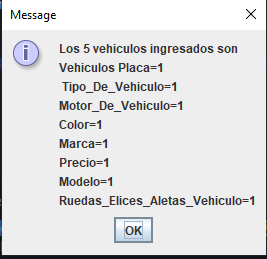 Message
Los 5 vehiculos ingresados son
Vehiculos Placa=1
Tipo_De_Vehiculo=1
Motor_De_Vehiculo=1
Color=1
Marca=1
Precio=1
Modelo=1
Ruedas_Elices_Aletas_Vehiculo=1
OK